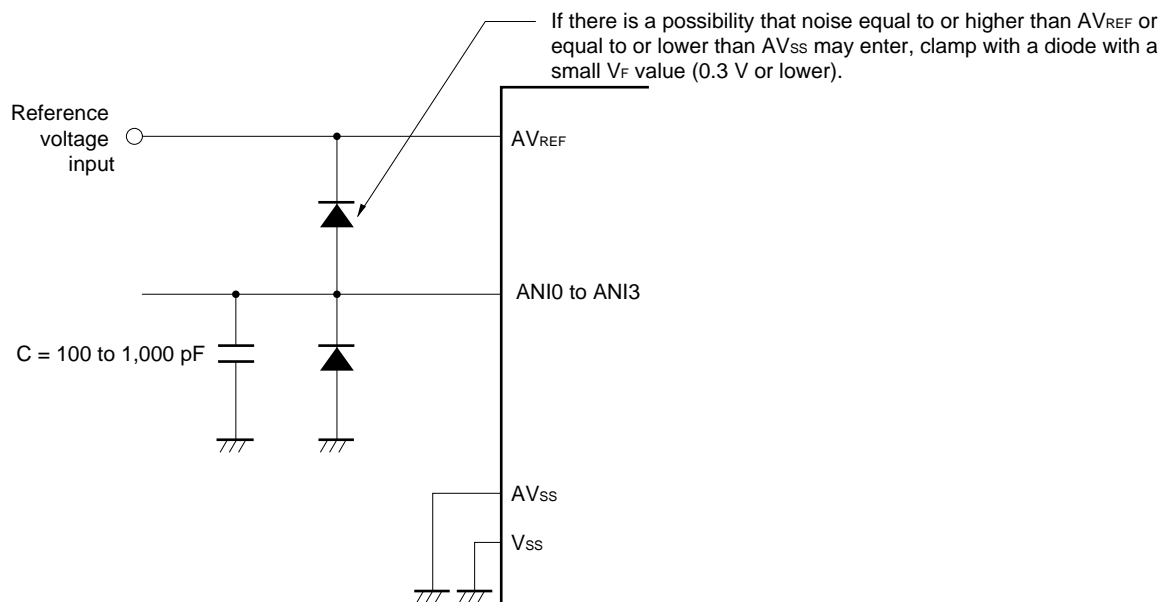 If there is a possibility that noise equal to or higher than AVREF or
equal to or lower than AVSS may enter, clamp with a diode with a
small VF value (0.3 V or lower).
Reference
voltage
input
AVREF
ANI0 to ANI3
C = 100 to 1,000 pF
AVSS
VSS